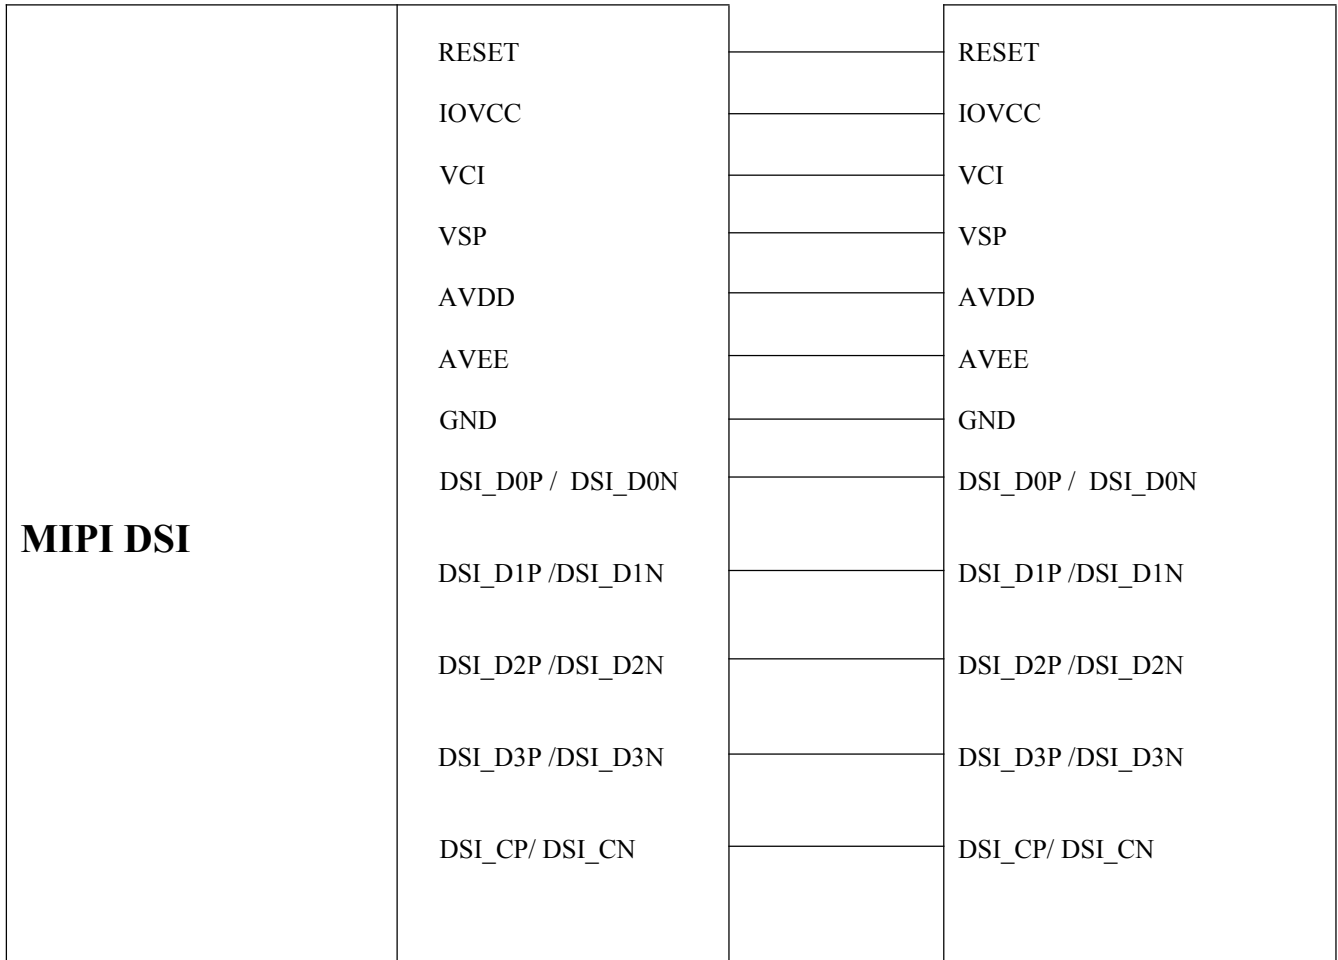 RESET RESET
IOVCC IOVCC
VCI VCI
VSP VSP
AVDD AVDD
AVEE AVEE
GND GND
DSI_D0P / DSI_D0N DSI_D0P / DSI_D0N
MIPI DSI
DSI_D1P /DSI_D1N DSI_D1P /DSI_D1N
DSI_D2P /DSI_D2N DSI_D2P /DSI_D2N
DSI_D3P /DSI_D3N DSI_D3P /DSI_D3N
DSI_CP/ DSI_CN DSI_CP/ DSI_CN